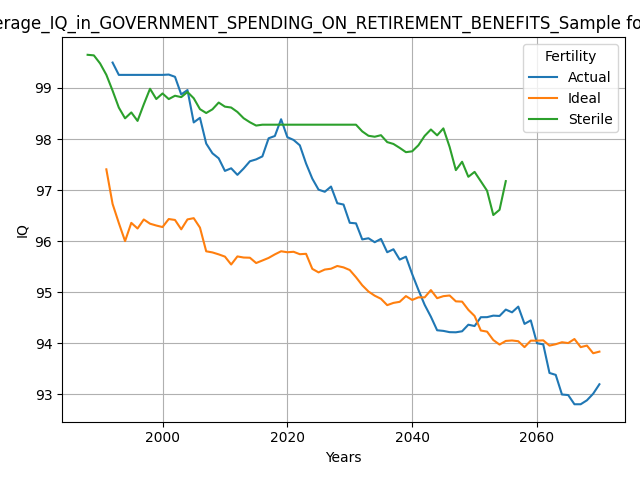 erage_IQ_in_GOVERNMENT_SPENDING_ON_RETIREMENT_BENEFITS_Sample fo
Fertility
Actual
Ideal
Sterile
99
98
97
96
95
94
93
IQ
2000 2020 2040 2060
Years